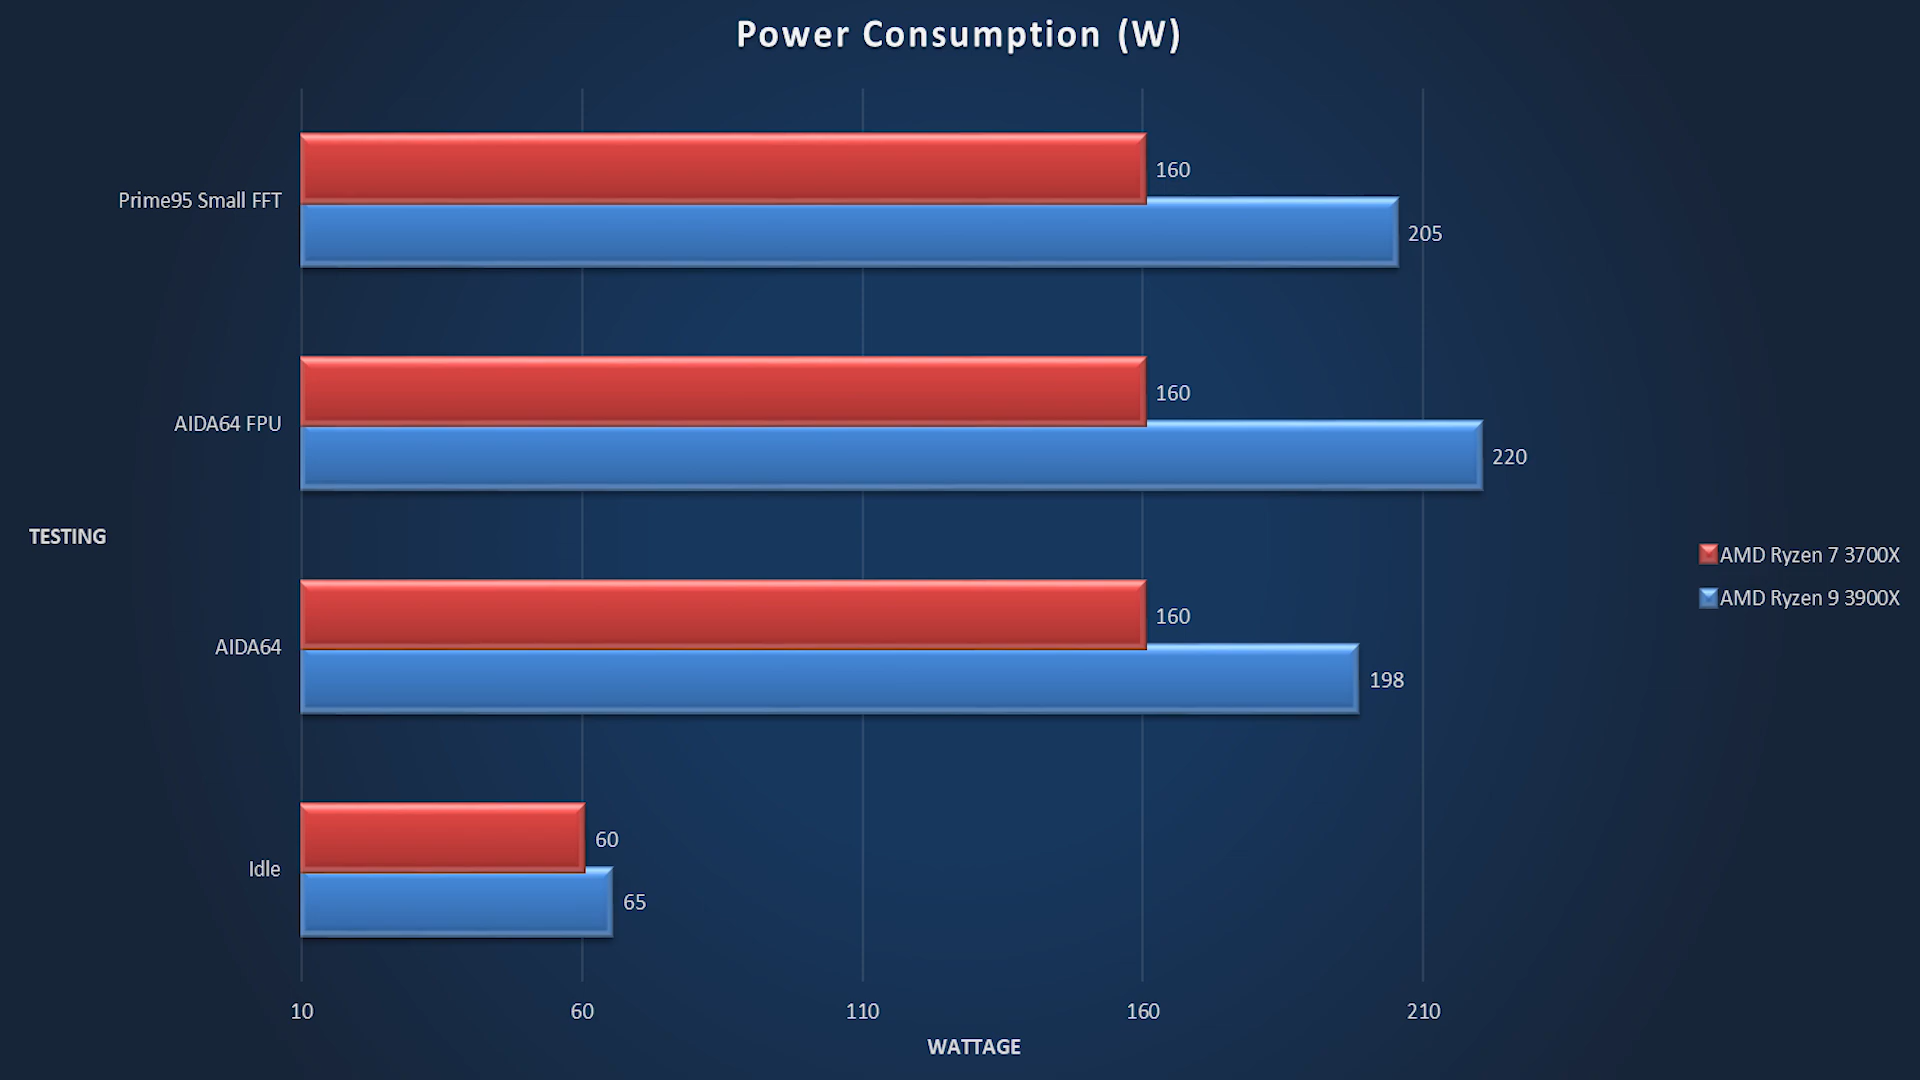 Power Consumption (W)
Prime95 Small FFT
160
205
AIDA64 FPU
160
220
TESTING
AMD Ryzen 7 3700X
AMD Ryzen 9 3900X
AIDA64
160
198
Idle
60
65
10 60 110 160 210
WATTAGE